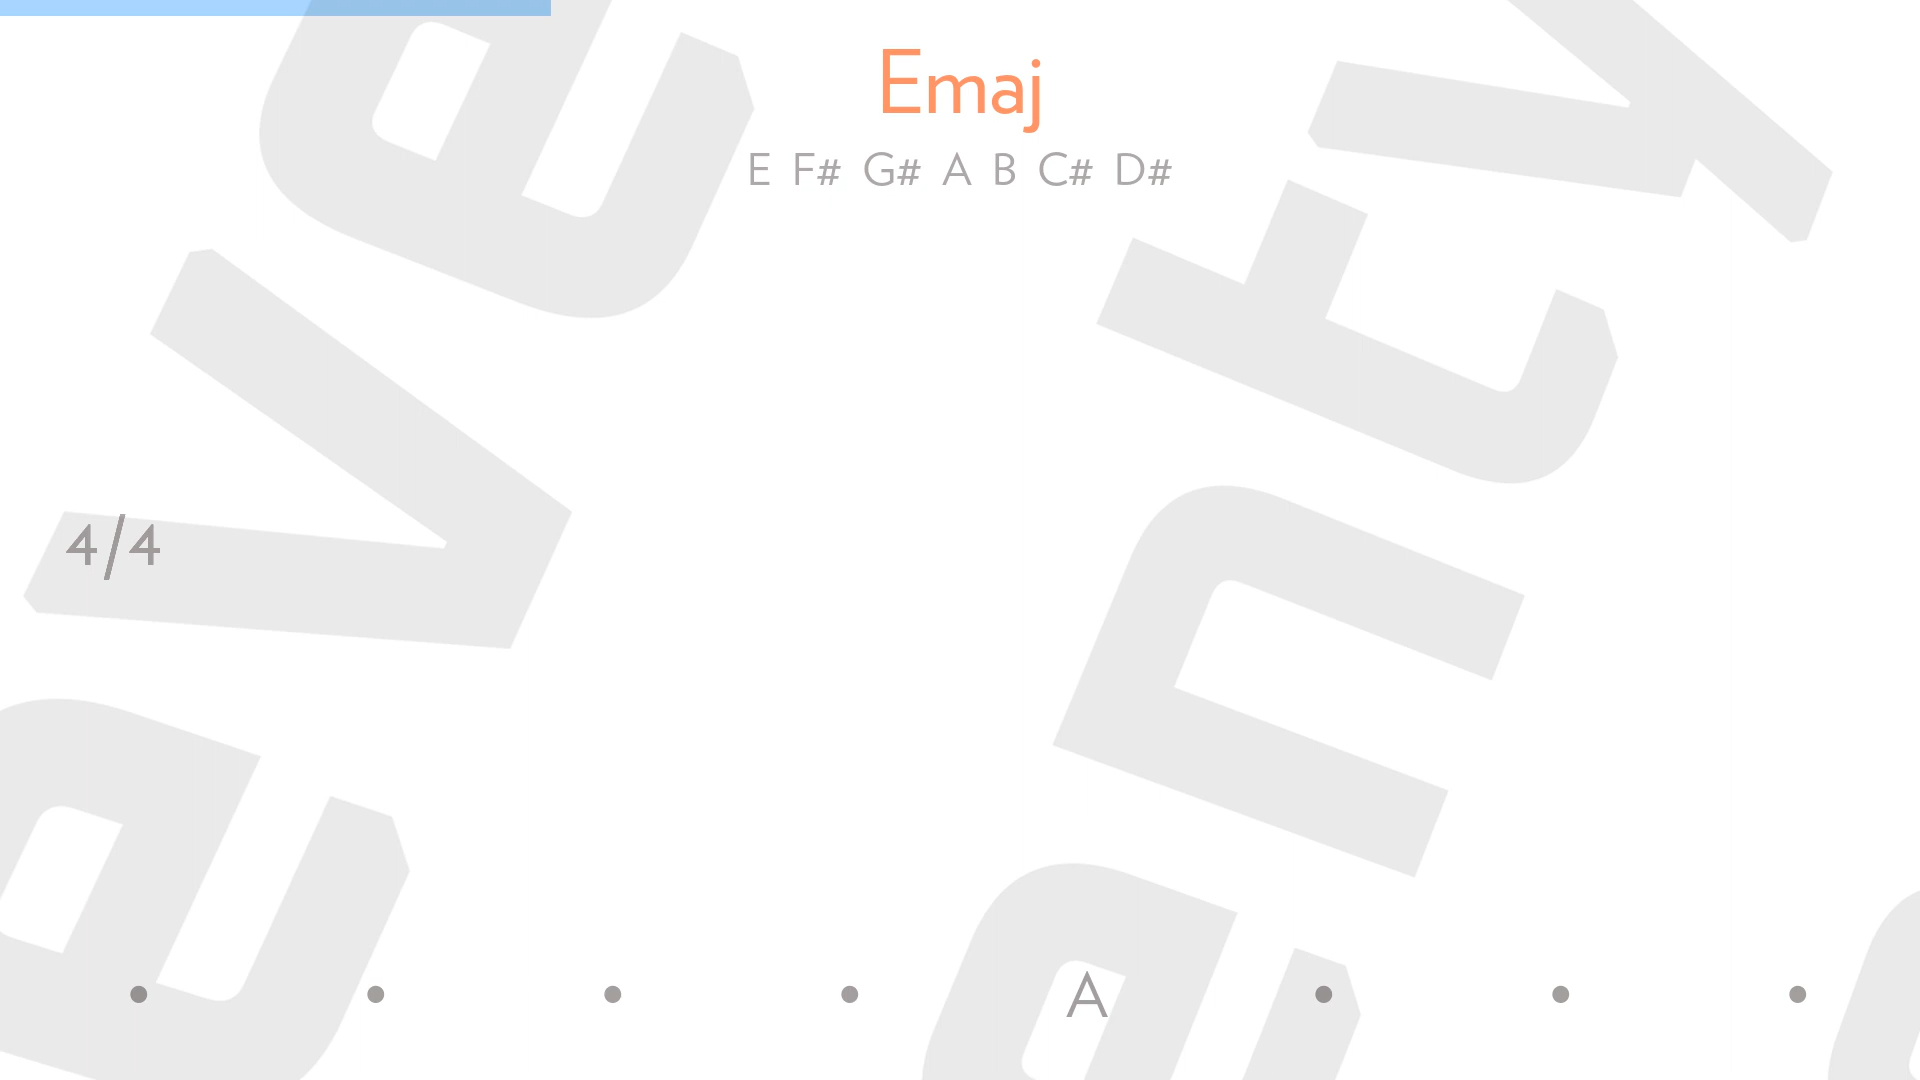 Emaj
E F# G# A B C# D#
4/4
• • • • A • • •